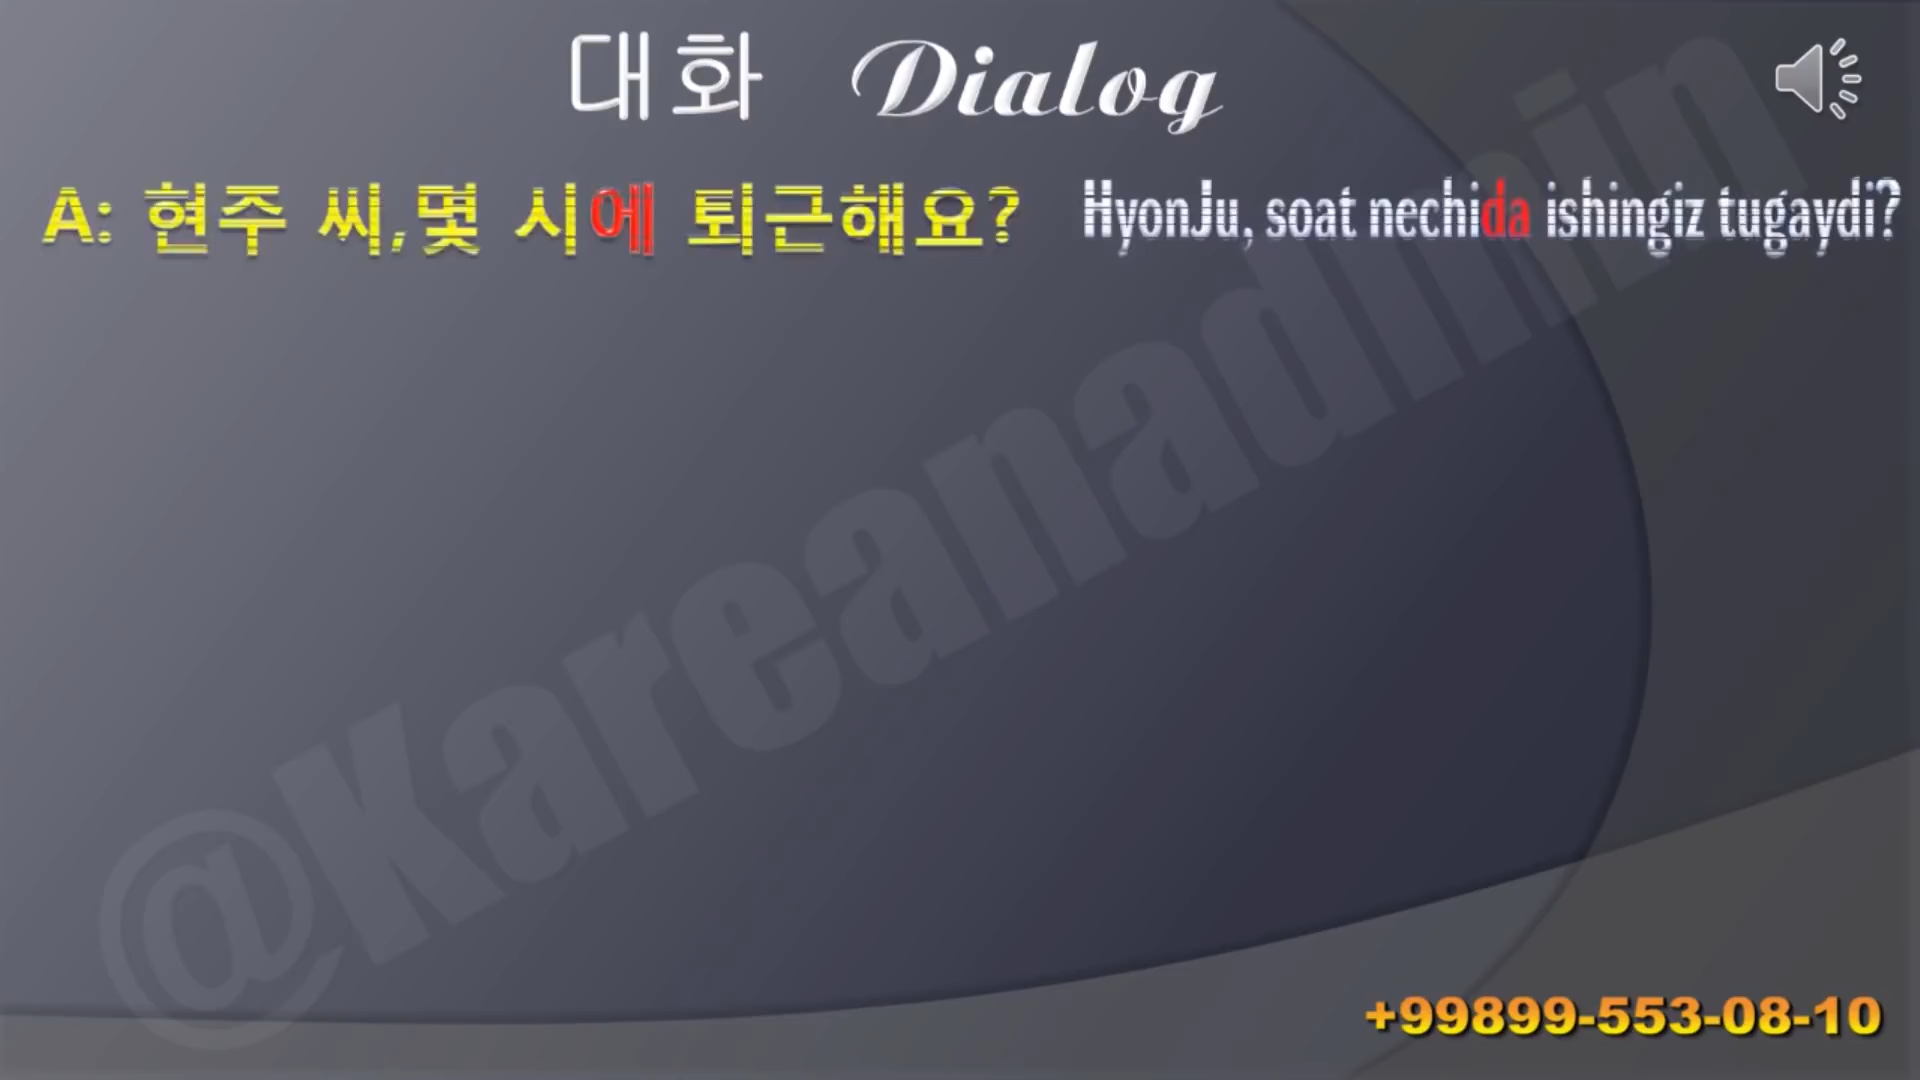 대화 Dialog
A: 현주 씨,몇 시에 퇴근해요? HyonJu, soat nechida ishingiz tugaydi?
@Kareanadmin
+99899-553-08-10